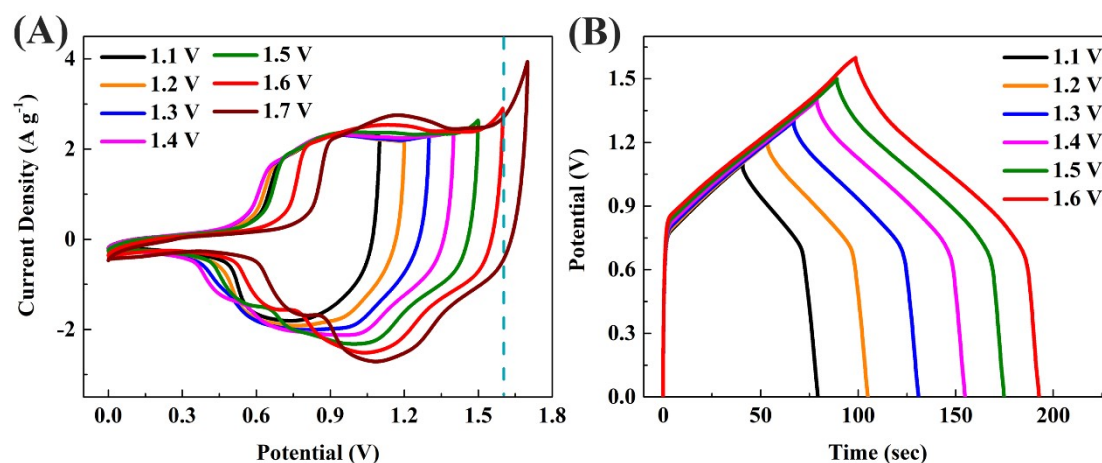 (A)
1.1 V
1.2 V
1.3 V
1.4 V
1.5 V
1.6 V
1.7 V
Current Density (A g-1)
4
2
0
-2
0.0 0.3 0.6 0.9 1.2 1.5 1.8
Potential (V)
(B)
1.1 V
1.2 V
1.3 V
1.4 V
1.5 V
1.6 V
Potential (V)
1.5
1.2
0.9
0.6
0.3
0.0
0 50 100 150 200
Time (sec)